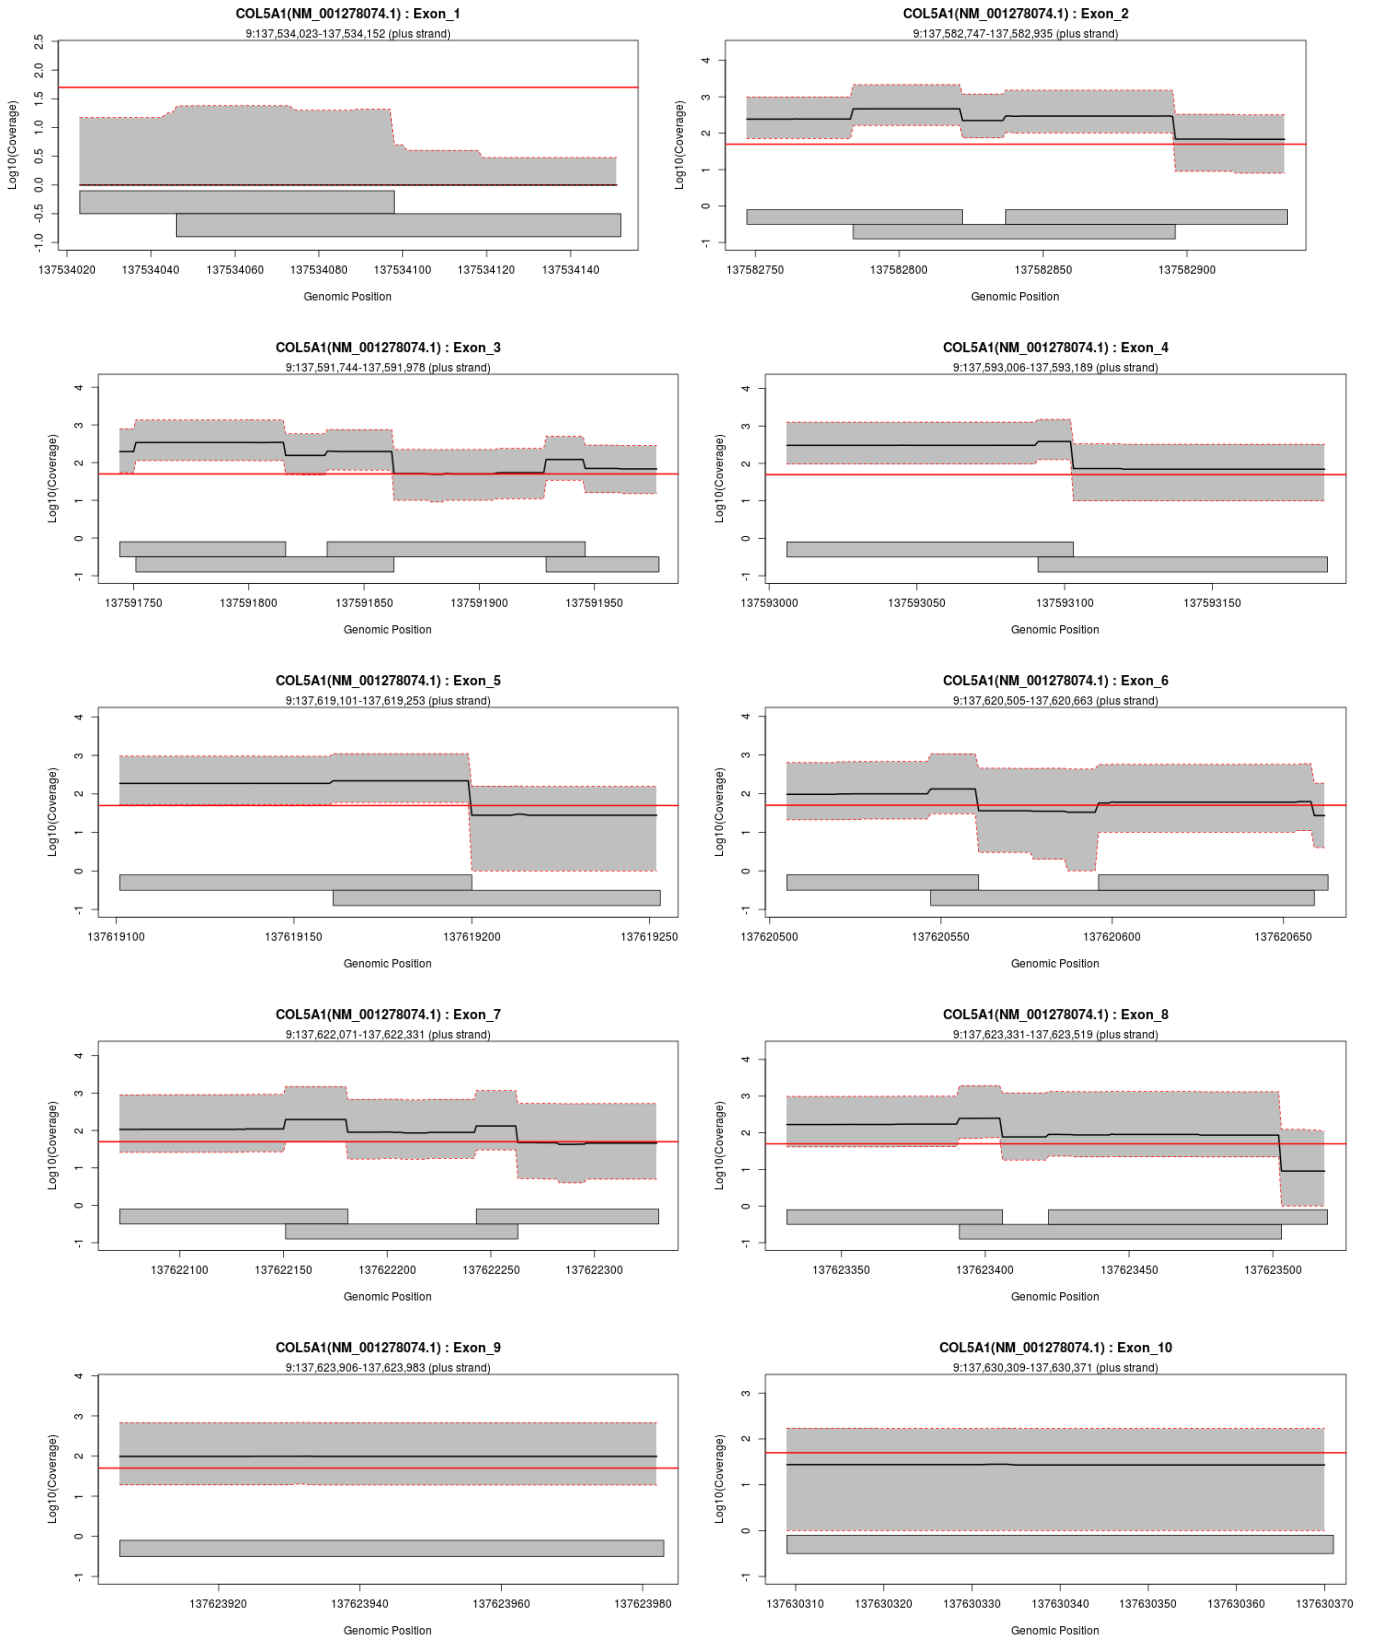 COL5A1(NM_001278074.1) : Exon_1
9:137,534,023-137,534,152 (plus strand)
Log10(Coverage)
2.5
2.0
1.5
1.0
0.5
0.0
-0.5
-1.0
137534020 137534040 137534060 137534080 137534100 137534120 137534140
Genomic Position
COL5A1(NM_001278074.1) : Exon_2
9:137,582,747-137,582,935 (plus strand)
Log10(Coverage)
4
3
2
1
0
-1
137582750 137582800 137582850 137582900
Genomic Position
COL5A1(NM_001278074.1) : Exon_3
9:137,591,744-137,591,978 (plus strand)
Log10(Coverage)
4
3
2
1
0
-1
137591750 137591800 137591850 137591900 137591950
Genomic Position
COL5A1(NM_001278074.1) : Exon_4
9:137,593,006-137,593,189 (plus strand)
Log10(Coverage)
4
3
2
1
0
-1
137593000 137593050 137593100 137593150
Genomic Position
COL5A1(NM_001278074.1) : Exon_5
9:137,619,101-137,619,253 (plus strand)
Log10(Coverage)
4
3
2
1
0
-1
137619100 137619150 137619200 137619250
Genomic Position
COL5A1(NM_001278074.1) : Exon_6
9:137,620,505-137,620,663 (plus strand)
Log10(Coverage)
4
3
2
1
0
-1
137620500 137620550 137620600 137620650
Genomic Position
COL5A1(NM_001278074.1) : Exon_7
9:137,622,071-137,622,331 (plus strand)
Log10(Coverage)
4
3
2
1
0
-1
137622100 137622150 137622200 137622250 137622300
Genomic Position
COL5A1(NM_001278074.1) : Exon_8
9:137,623,331-137,623,519 (plus strand)
Log10(Coverage)
4
3
2
1
0
-1
137623350 137623400 137623450 137623500
Genomic Position
COL5A1(NM_001278074.1) : Exon_9
9:137,623,906-137,623,983 (plus strand)
Log10(Coverage)
4
3
2
1
0
-1
137623920 137623940 137623960 137623980
Genomic Position
COL5A1(NM_001278074.1) : Exon_10
9:137,630,309-137,630,371 (plus strand)
Log10(Coverage)
3
2
1
0
-1
137630310 137630320 137630330 137630340 137630350 137630360 137630370
Genomic Position